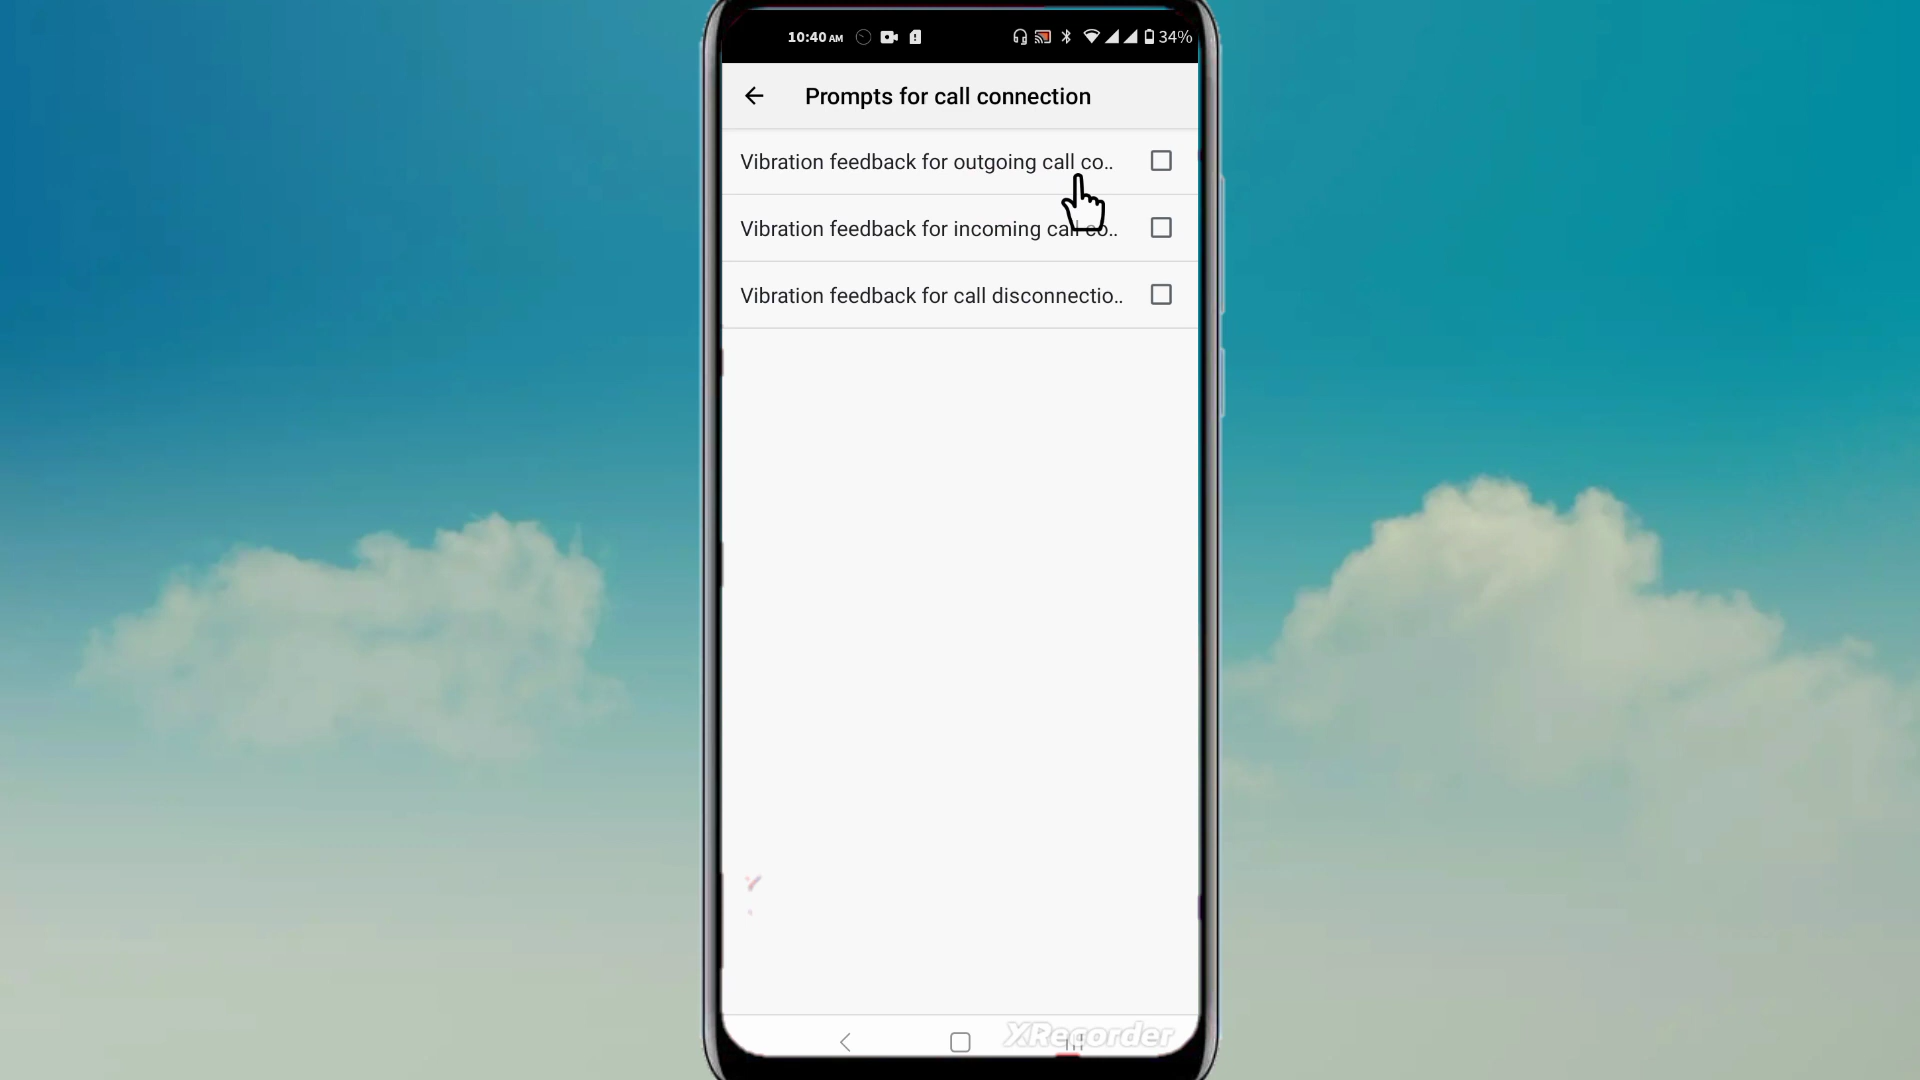 10:40 AM 34%
Prompts for call connection
Vibration feedback for outgoing call co..
Vibration feedback for incoming call co..
Vibration feedback for call disconnectio..
XRecorder